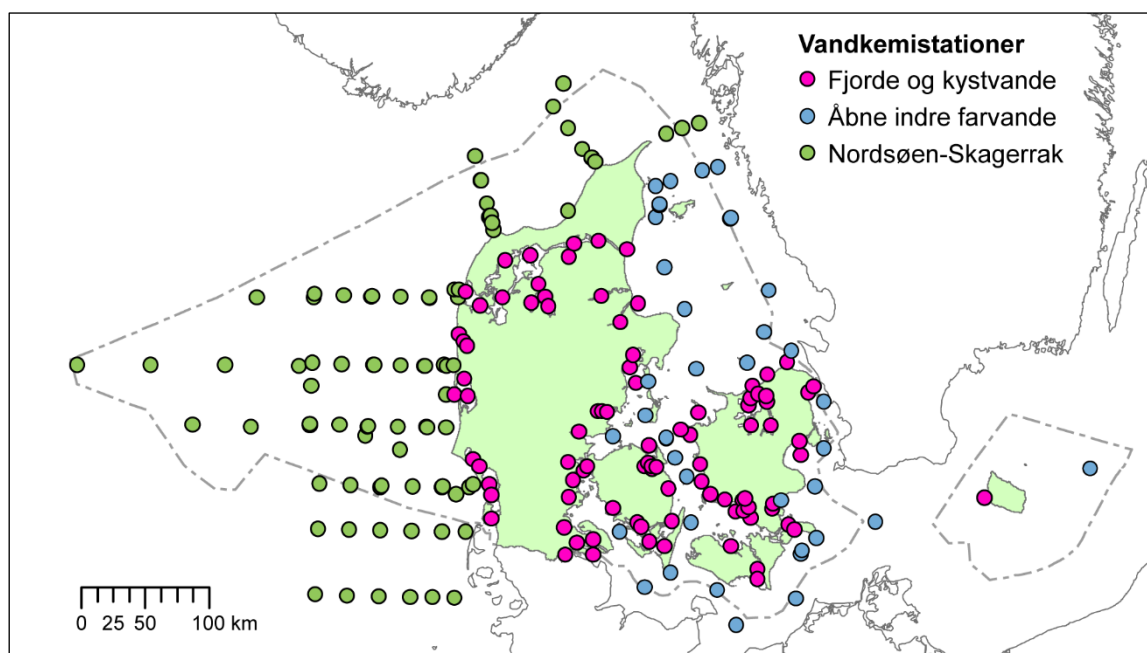 Vandkemistationer
Fjorde og kystvande
Åbne indre farvande
Nordsøen-Skagerrak
0 25 50 100 km